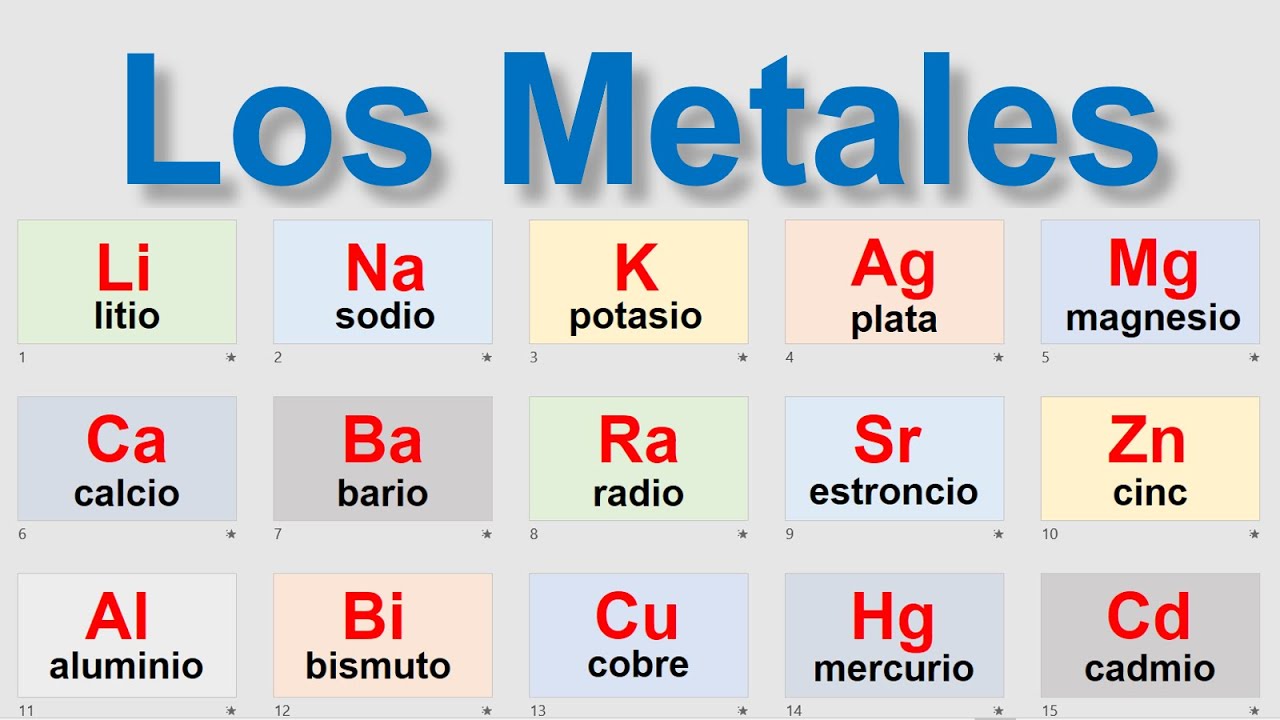 Los Metales
Li
litio
1
Na
sodio
2
K
potasio
3
Ag
plata
4
Mg
magnesio
5
Ca
calcio
6
Ba
bario
7
Ra
radio
8
Sr
estroncio
9
Zn
cinc
10
Al
aluminio
11
Bi
bismuto
12
Cu
cobre
13
Hg
mercurio
14
Cd
cadmio
15